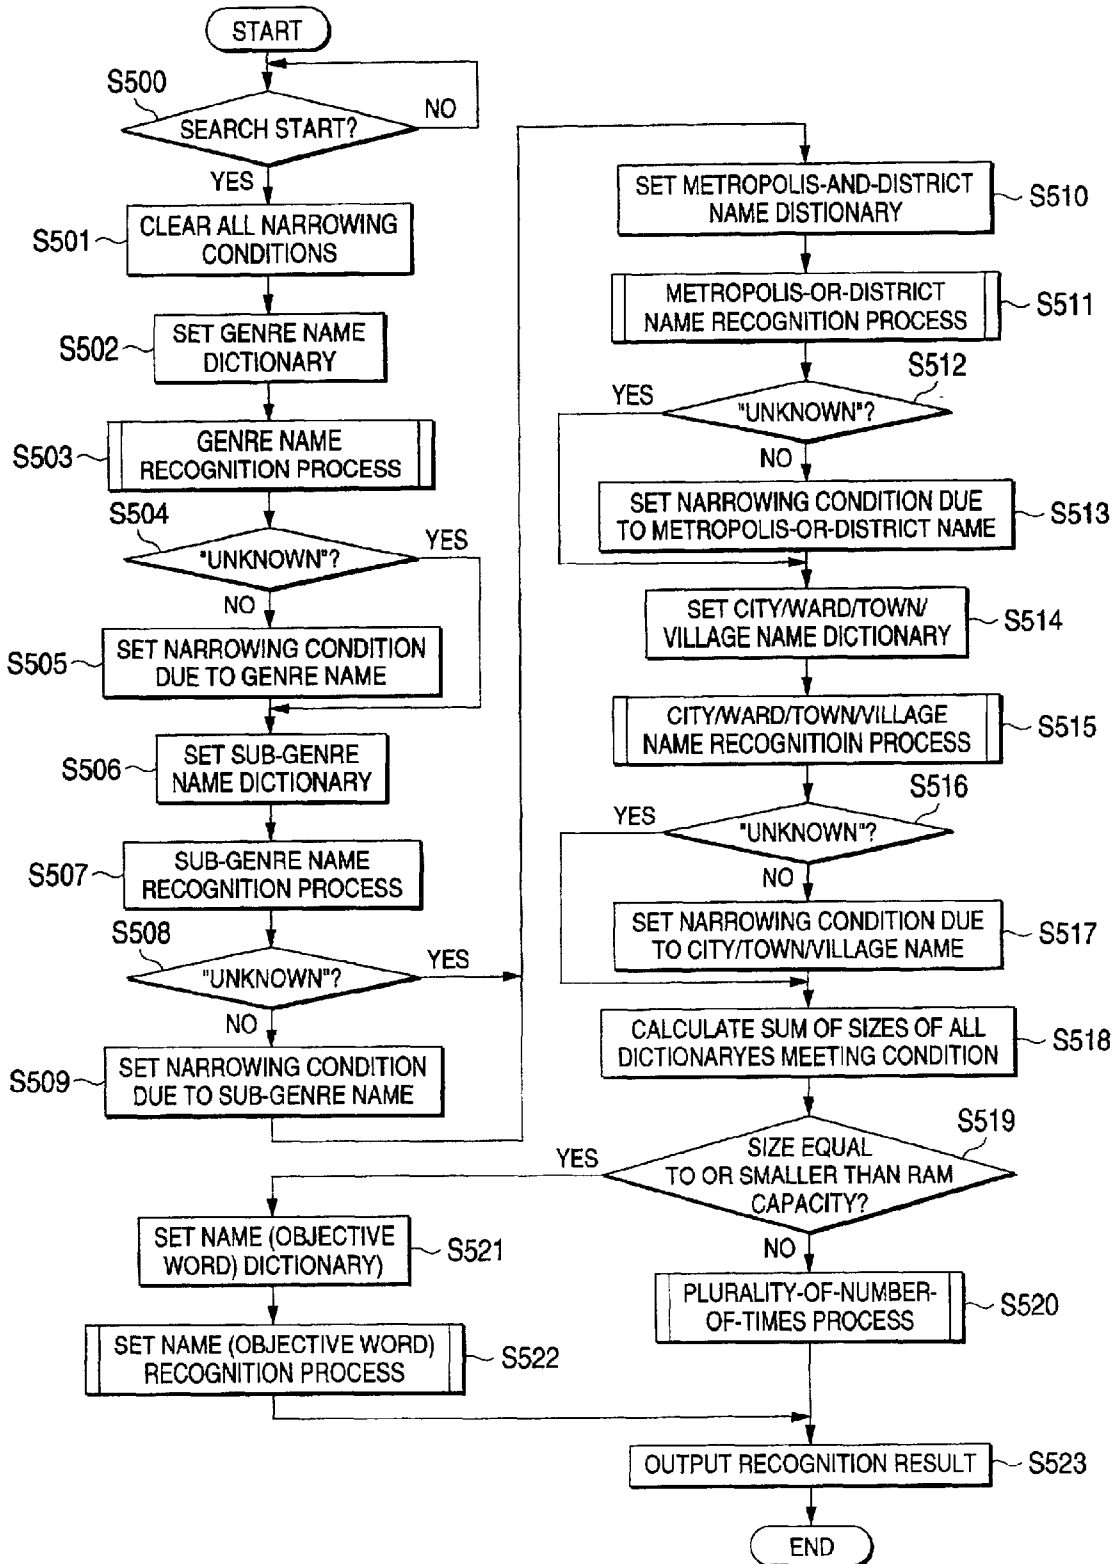 START
S500
SEARCH START?
NO
YES
S501
CLEAR ALL NARROWING
CONDITIONS
S502
SET GENRE NAME
DICTIONARY
S503
GENRE NAME
RECOGNITION PROCESS
S504
"UNKNOWN"?
YES
NO
S505
SET NARROWING CONDITION
DUE TO GENRE NAME
S506
SET SUB-GENRE
NAME DICTIONARY
S507
SUB-GENRE NAME
RECOGNITION PROCESS
S508
"UNKNOWN"?
YES
NO
S509
SET NARROWING CONDITION
DUE TO SUB-GENRE NAME
SET METROPOLIS-AND-DISTRICT
NAME DISTIONARY
S510
METROPOLIS-OR-DISTRICT
NAME RECOGNITION PROCESS
S511
S512
YES
"UNKNOWN"?
NO
SET NARROWING CONDITION DUE
TO METROPOLIS-OR-DISTRICT NAME
S513
SET CITY/WARD/TOWN/
VILLAGE NAME DICTIONARY
S514
CITY/WARD/TOWN/VILLAGE
NAME RECOGNITIOIN PROCESS
S515
S516
YES
"UNKNOWN"?
NO
SET NARROWING CONDITION DUE
TO CITY/TOWN/VILLAGE NAME
S517
CALCULATE SUM OF SIZES OF ALL
DICTIONARYES MEETING CONDITION
S518
S519
YES
SIZE EQUAL
TO OR SMALLER THAN RAM
CAPACITY?
NO
SET NAME (OBJECTIVE
WORD) DICTIONARY)
S521
PLURALITY-OF-NUMBER-
OF-TIMES PROCESS
S520
SET NAME (OBJECTIVE WORD)
RECOGNITION PROCESS
S522
OUTPUT RECOGNITION RESULT
S523
END